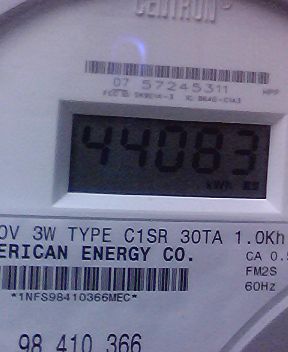 CENTRON®
07 57245311
44083
kWh
0V 3W TYPE C1SR 30TA 1.0Kh
ERICAN ENERGY CO.
CA 0.5
FM2S
*1NFS98410366MEC*
60Hz
98 410 366